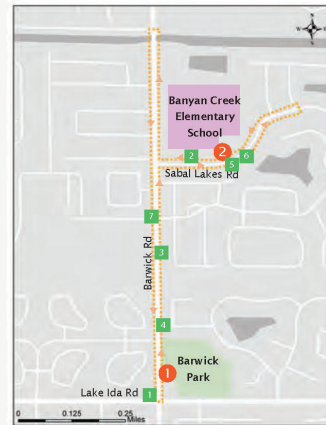 Banyan Creek
Elementary
School
2
2
6
5
Sabal Lakes Rd
7
Barwick Rd
3
4
Barwick
Park
1
Lake Ida Rd
1
0 0.125 0.25
Miles